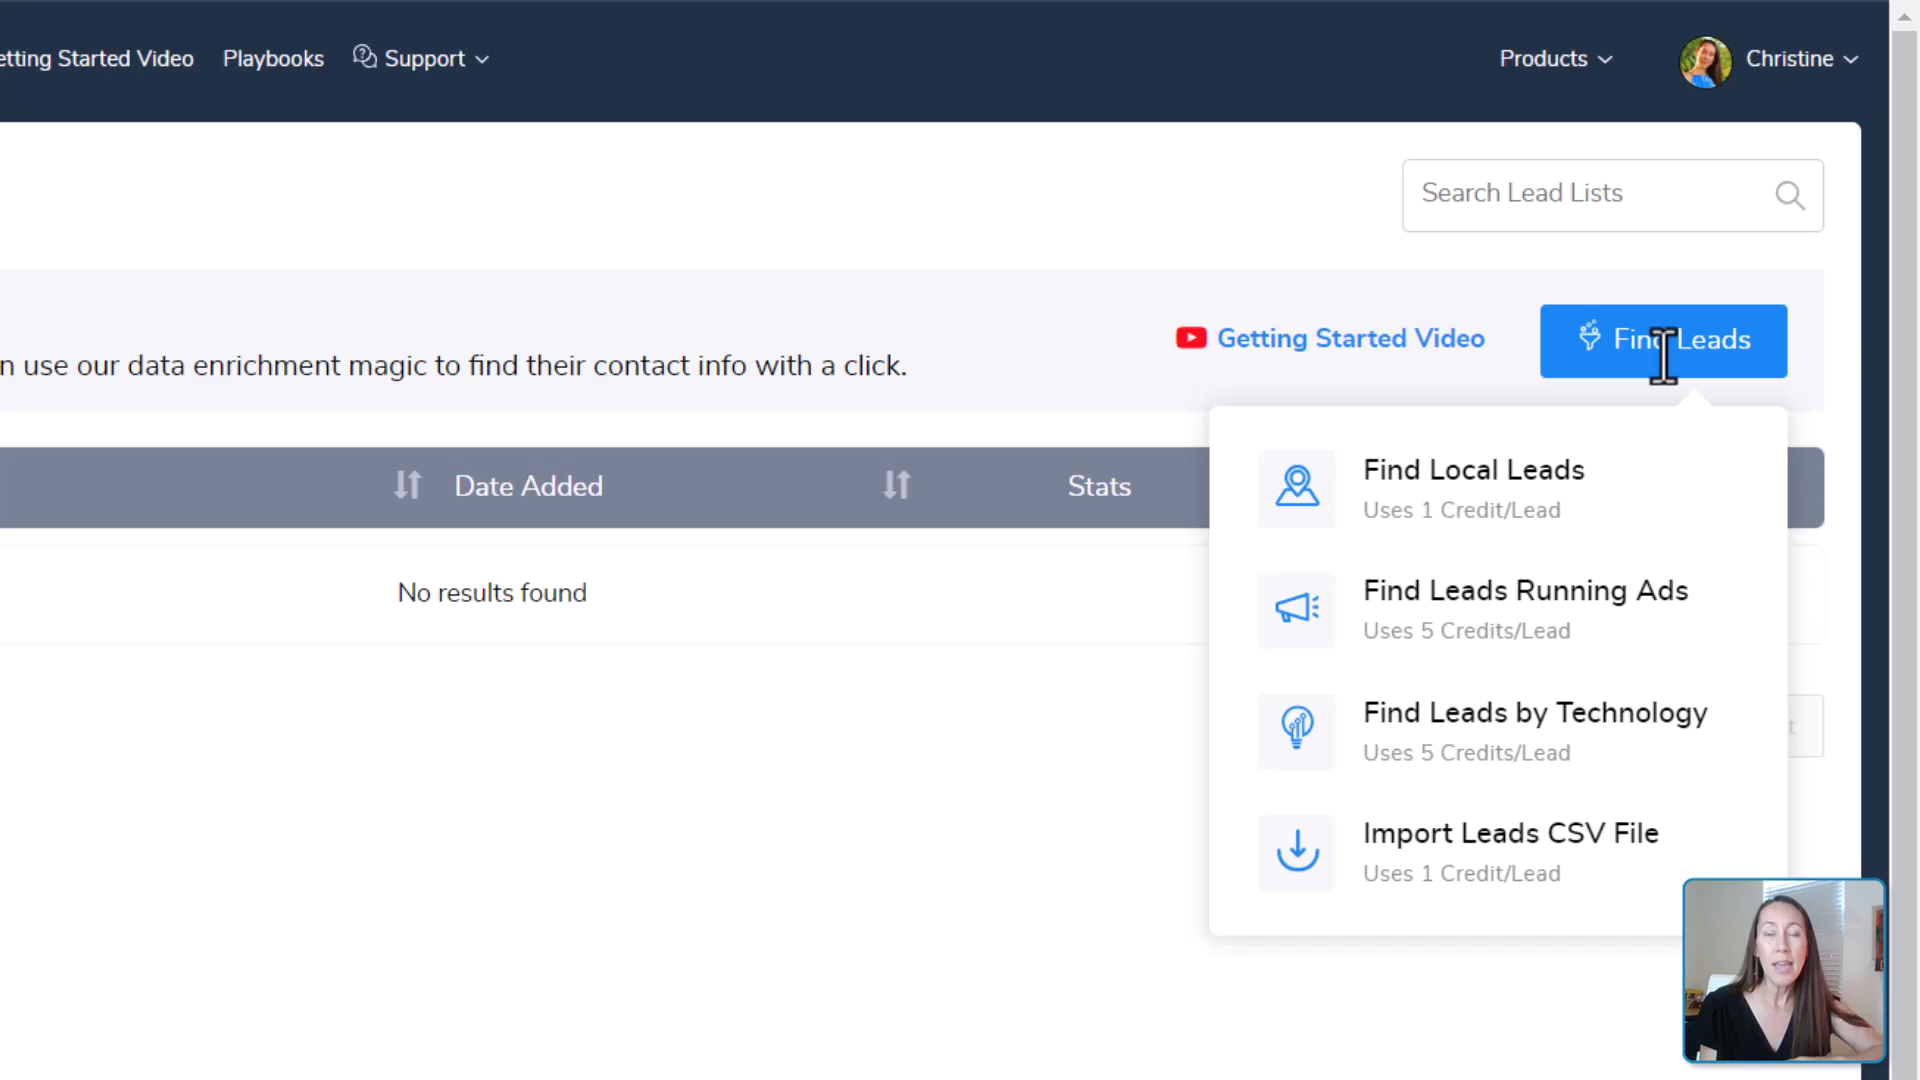 etting Started Video
Playbooks
Support
Products
Christine
Search Lead Lists
n use our data enrichment magic to find their contact info with a click.
Getting Started Video
Find Leads
Date Added
Stats
No results found
Find Local Leads
Uses 1 Credit/Lead
Find Leads Running Ads
Uses 5 Credits/Lead
Find Leads by Technology
Uses 5 Credits/Lead
Import Leads CSV File
Uses 1 Credit/Lead
t